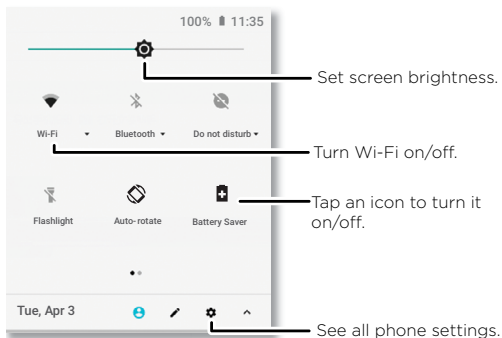 100% 11:35
Set screen brightness.
Wi-Fi Bluetooth Do not disturb
Turn Wi-Fi on/off.
Tap an icon to turn it
on/off.
Flashlight Auto-rotate Battery Saver
Tue, Apr 3
See all phone settings.